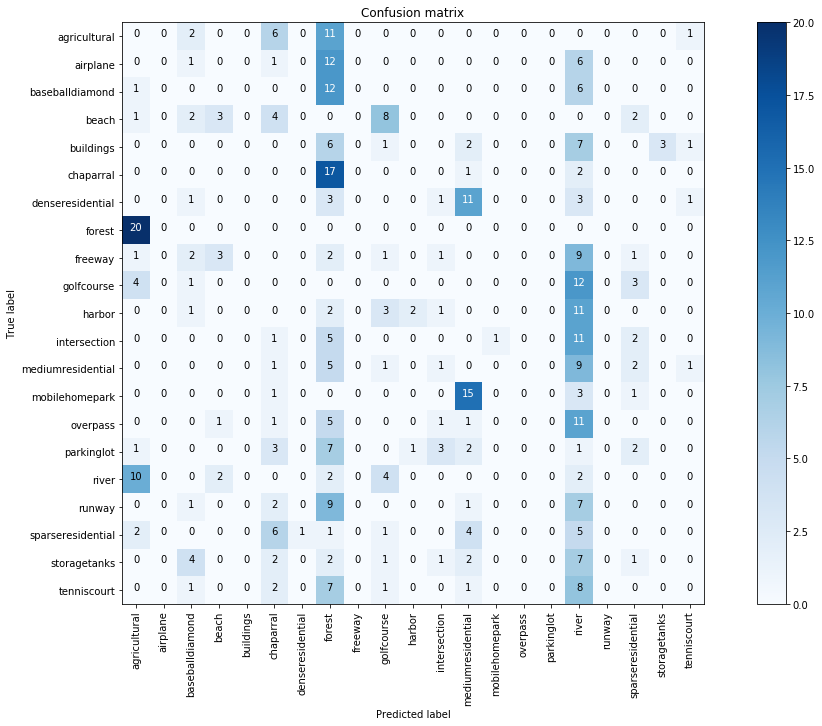 Confusion matrix
True label
agricultural 0 0 2 0 0 6 0 11 0 0 0 0 0 0 0 0 0 0 0 0 1
airplane 0 0 1 0 0 1 0 12 0 0 0 0 0 0 0 0 6 0 0 0 0
baseballdiamond 1 0 0 0 0 0 0 12 0 0 0 0 0 0 0 0 6 0 0 0 0
beach 1 0 2 3 0 4 0 0 0 8 0 0 0 0 0 0 0 0 2 0 0
buildings 0 0 0 0 0 0 0 6 0 1 0 0 2 0 0 0 7 0 0 3 1
chaparral 0 0 0 0 0 0 0 17 0 0 0 0 1 0 0 0 2 0 0 0 0
denseresidential 0 0 1 0 0 0 0 3 0 0 0 1 11 0 0 0 3 0 0 0 1
forest 20 0 0 0 0 0 0 0 0 0 0 0 0 0 0 0 0 0 0 0 0
freeway 1 0 2 3 0 0 0 2 0 1 0 1 0 0 0 0 9 0 1 0 0
golfcourse 4 0 1 0 0 0 0 0 0 0 0 0 0 0 0 0 12 0 3 0 0
harbor 0 0 1 0 0 0 0 2 0 3 2 1 0 0 0 0 11 0 0 0 0
intersection 0 0 0 0 0 1 0 5 0 0 0 0 0 1 0 0 11 0 2 0 0
mediumresidential 0 0 0 0 0 1 0 5 0 1 0 1 0 0 0 0 9 0 2 0 1
mobilehomepark 0 0 0 0 0 1 0 0 0 0 0 0 15 0 0 0 3 0 1 0 0
overpass 0 0 0 1 0 1 0 5 0 0 0 1 1 0 0 0 11 0 0 0 0
parkinglot 1 0 0 0 0 3 0 7 0 0 1 3 2 0 0 0 1 0 2 0 0
river 10 0 0 2 0 0 0 2 0 4 0 0 0 0 0 0 2 0 0 0 0
runway 0 0 1 0 0 2 0 9 0 0 0 0 1 0 0 0 7 0 0 0 0
sparseresidential 2 0 0 0 0 6 1 1 0 1 0 0 4 0 0 0 5 0 0 0 0
storagetanks 0 0 4 0 0 2 0 2 0 1 0 1 2 0 0 0 7 0 1 0 0
tenniscourt 0 0 1 0 0 2 0 7 0 1 0 0 1 0 0 0 8 0 0 0 0
agricultural
airplane
baseballdiamond
beach
buildings
chaparral
denseresidential
forest
freeway
golfcourse
harbor
intersection
mediumresidential
mobilehomepark
overpass
parkinglot
river
runway
sparseresidential
storagetanks
tenniscourt
Predicted label
20.0
17.5
15.0
12.5
10.0
7.5
5.0
2.5
0.0